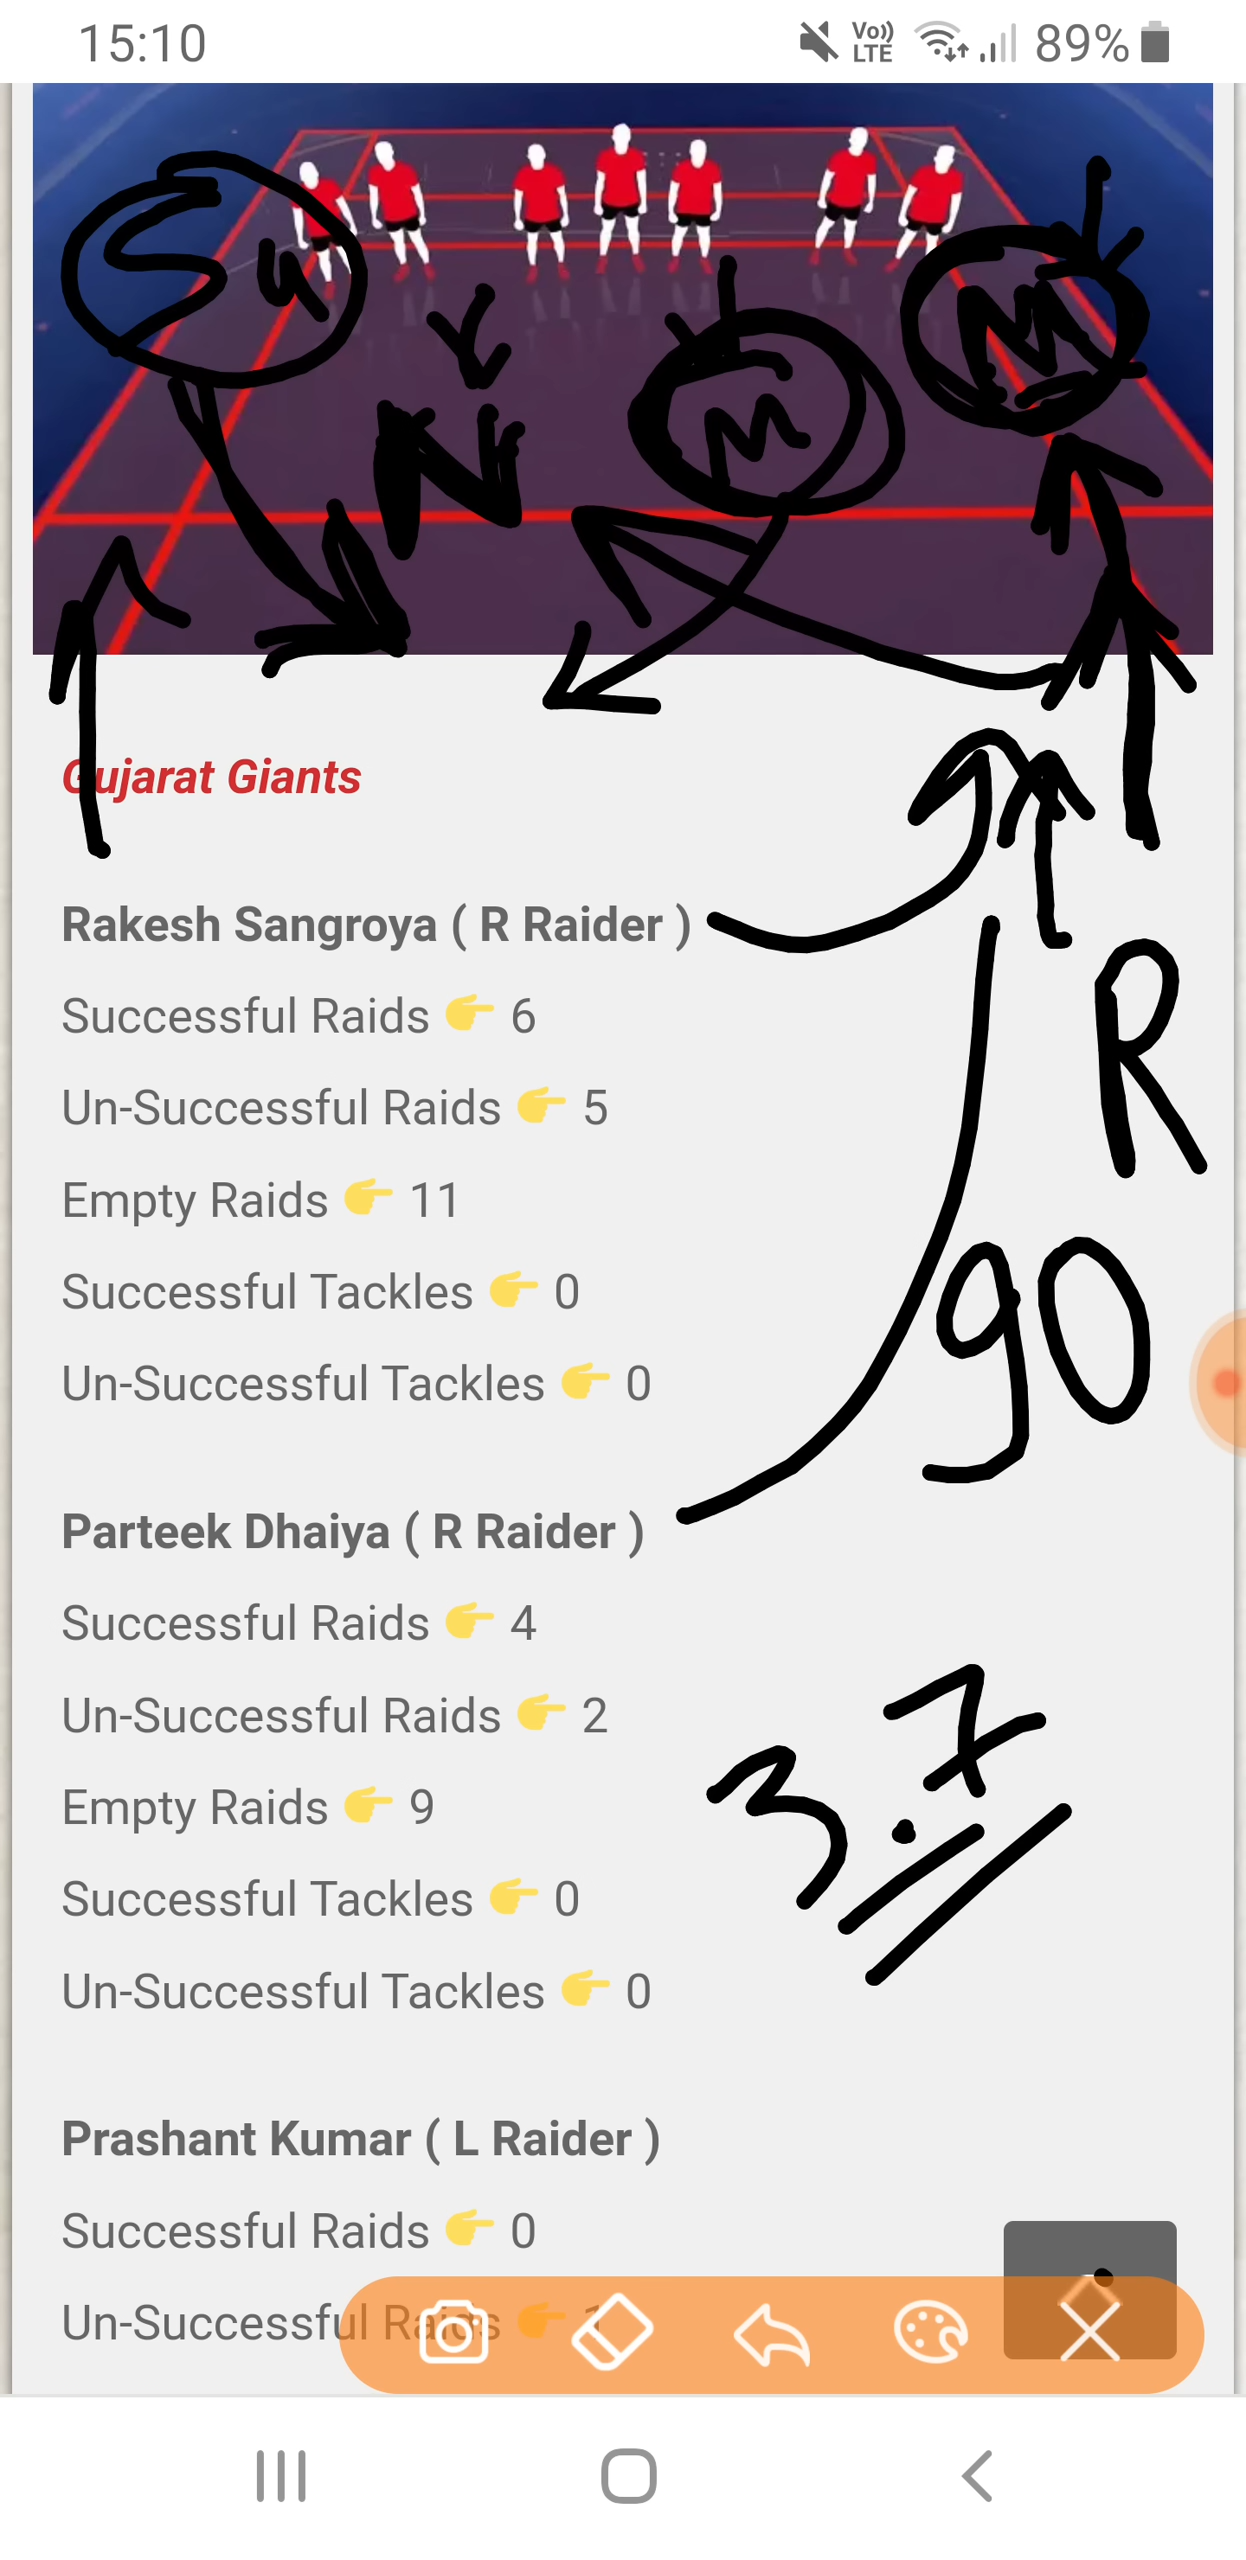 15:10 Vo)) LTE 89%
Su
N
M
M
Gujarat Giants
Rakesh Sangroya ( R Raider )
R
Successful Raids 👉 6
Un-Successful Raids 👉 5
Empty Raids 👉 11
Successful Tackles 👉 0
90
Un-Successful Tackles 👉 0
Parteek Dhaiya ( R Raider )
Successful Raids 👉 4
Un-Successful Raids 👉 2
3.7
Empty Raids 👉 9
Successful Tackles 👉 0
Un-Successful Tackles 👉 0
Prashant Kumar ( L Raider )
Successful Raids 👉 0
Un-Successful Raids 👉 1